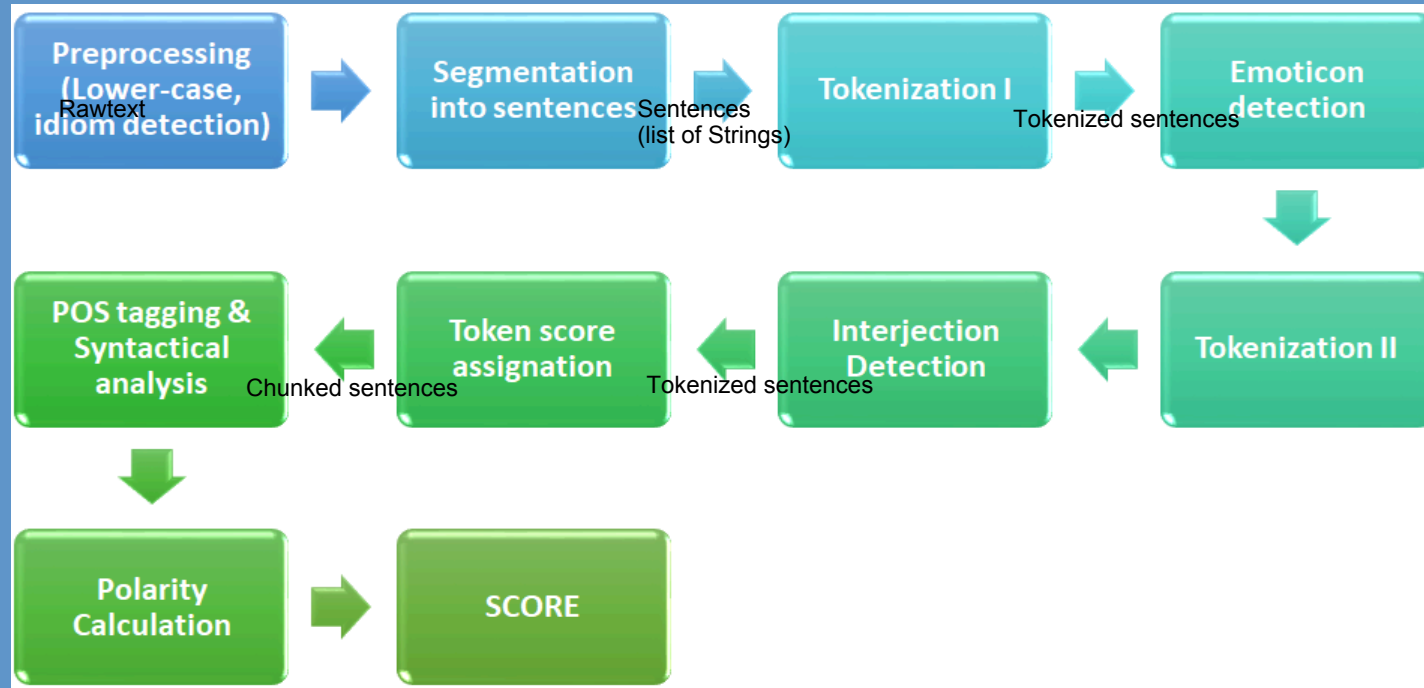 Preprocessing
(Lower-case,
idiom detection)
Rawtext
Segmentation
into sentences
Sentences
(list of Strings)
Tokenization I
Tokenized sentences
Emoticon
detection
POS tagging &
Syntactical
analysis
Chunked sentences
Token score
assignation
Tokenized sentences
Interjection
Detection
Tokenization II
Polarity
Calculation
SCORE